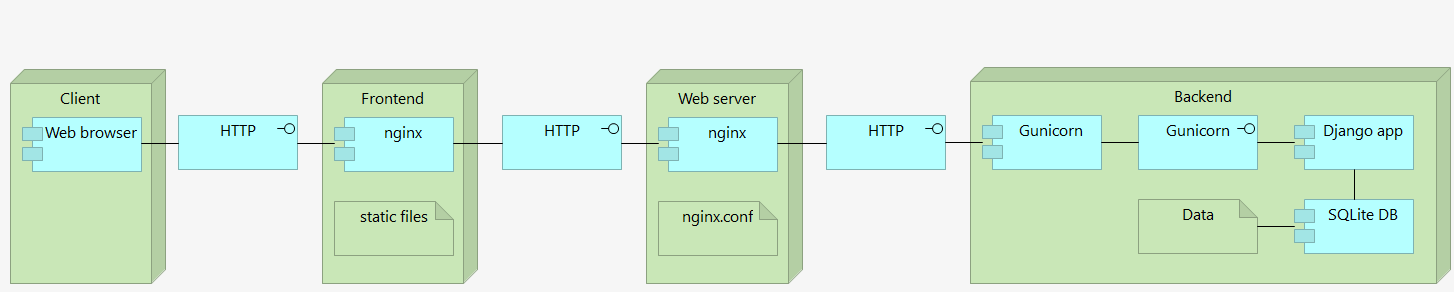 Client
Web browser
HTTP
Frontend
nginx
static files
HTTP
Web server
nginx
nginx.conf
HTTP
Backend
Gunicorn
Gunicorn
Django app
Data
SQLite DB